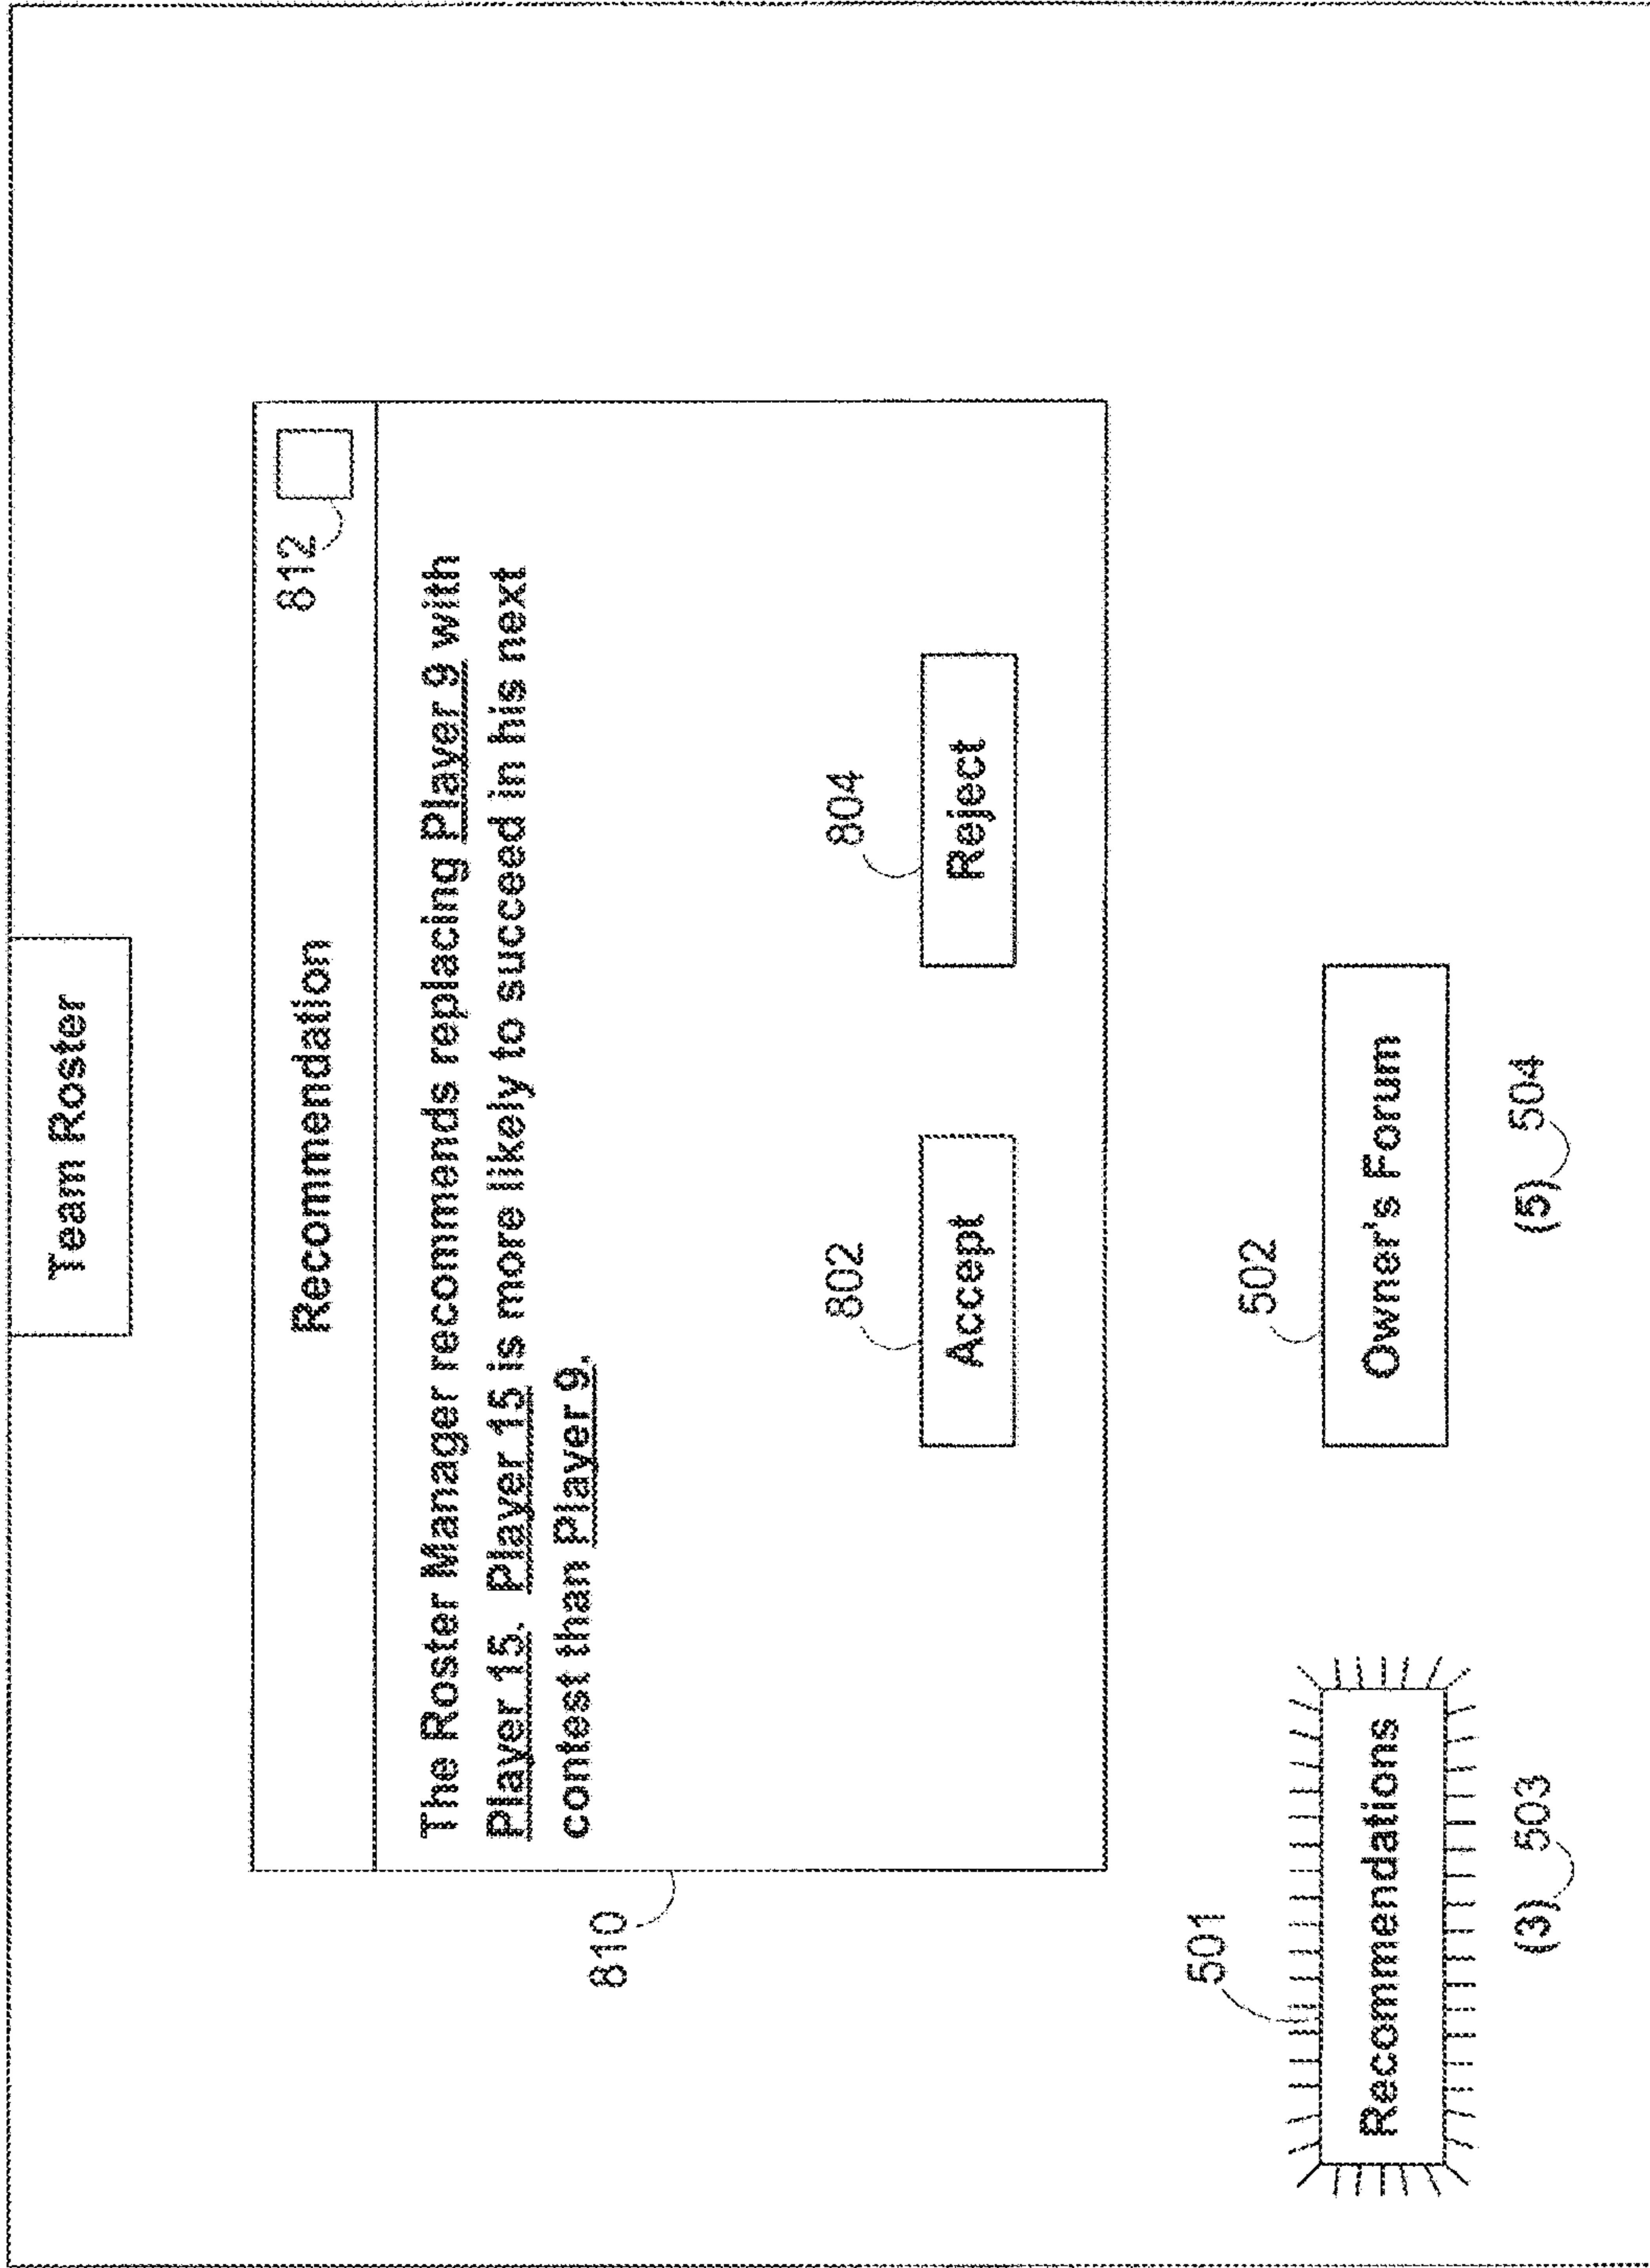 Team Roster
Recommendation
812
The Roster Manager recommends replacing Player 9 with
Player 15. Player 15 is more likely to succeed in his next
contest than Player 9.
810
802
804
Accept
Reject
501
502
Recommendations
Owner's Forum
(3) 503
(5) 504